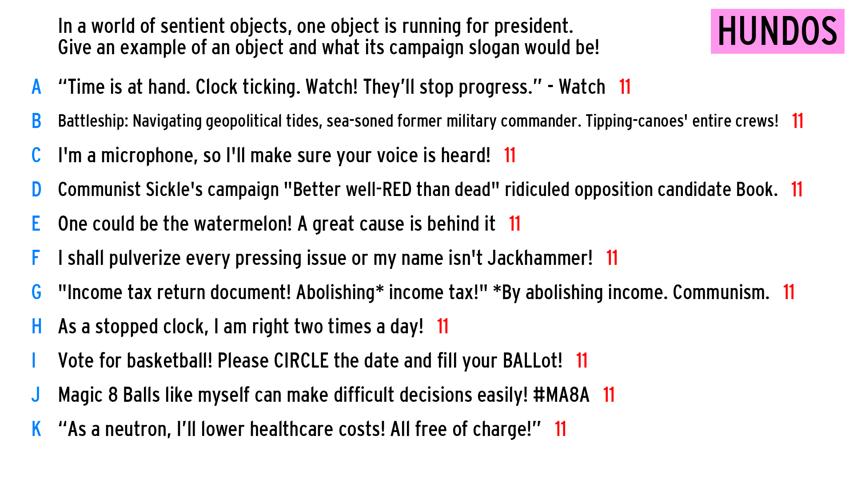 In a world of sentient objects, one object is running for president.
Give an example of an object and what its campaign slogan would be!
HUNDOS
A “Time is at hand. Clock ticking. Watch! They’ll stop progress.” - Watch 11
B Battleship: Navigating geopolitical tides, sea-soned former military commander. Tipping-canoes' entire crews! 11
C I'm a microphone, so I'll make sure your voice is heard! 11
D Communist Sickle's campaign "Better well-RED than dead" ridiculed opposition candidate Book. 11
E One could be the watermelon! A great cause is behind it 11
F I shall pulverize every pressing issue or my name isn't Jackhammer! 11
G "Income tax return document! Abolishing* income tax!" *By abolishing income. Communism. 11
H As a stopped clock, I am right two times a day! 11
I Vote for basketball! Please CIRCLE the date and fill your BALLot! 11
J Magic 8 Balls like myself can make difficult decisions easily! #MA8A 11
K “As a neutron, I’ll lower healthcare costs! All free of charge!” 11